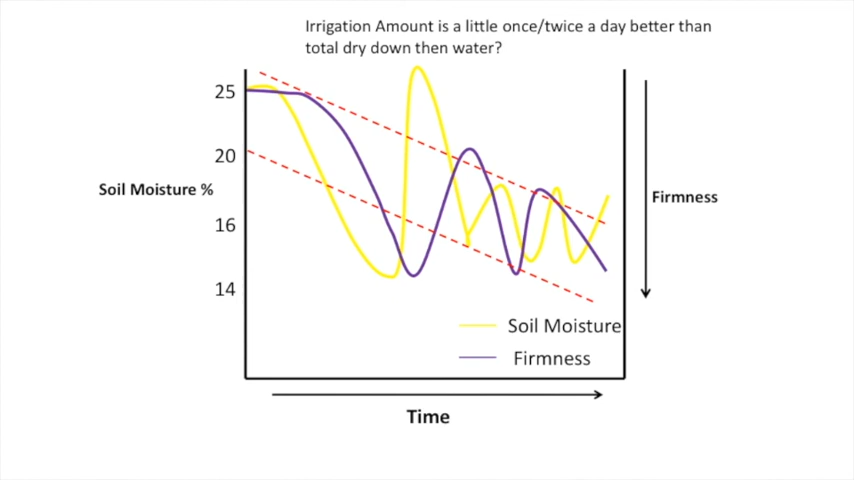 Irrigation Amount is a little once/twice a day better than
total dry down then water?
25
20
Soil Moisture %
16
14
Firmness
Soil Moisture
Firmness
Time